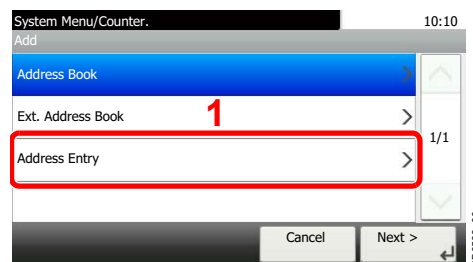 System Menu/Counter.
10:10
Add
Address Book
Ext. Address Book
1
1/1
Address Entry
Cancel
Next >